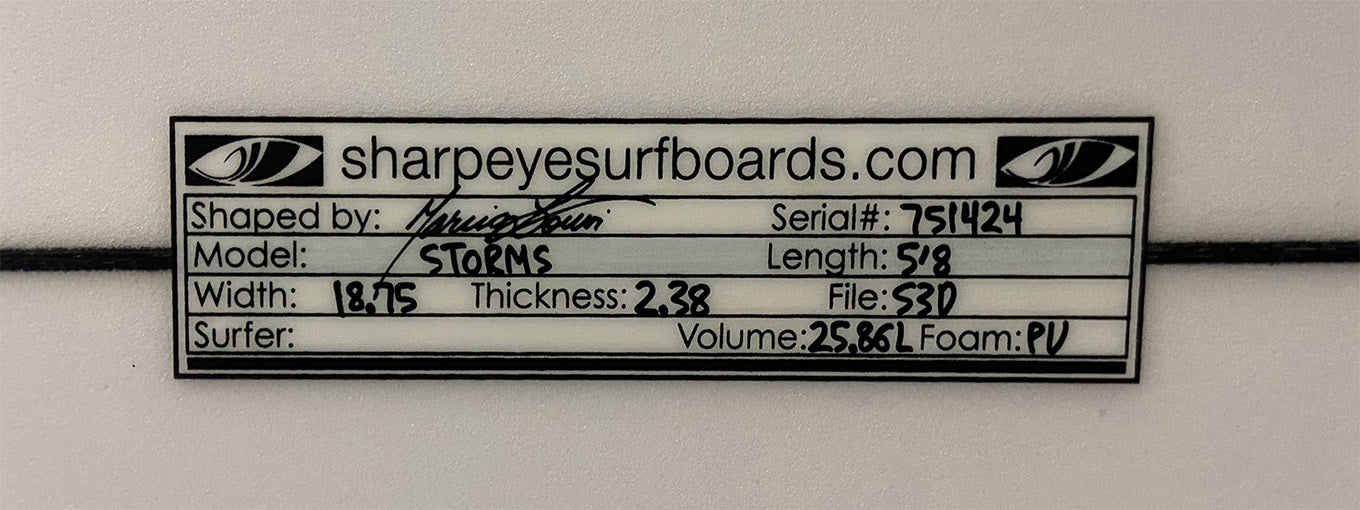 sharpeyesurfboards.com
Shaped by: Serial#: 751424
Model: STORMS Length: 5'8
Width: 18.75 Thickness: 2.38 File: S3D
Surfer: Volume: 25.86L Foam: PU